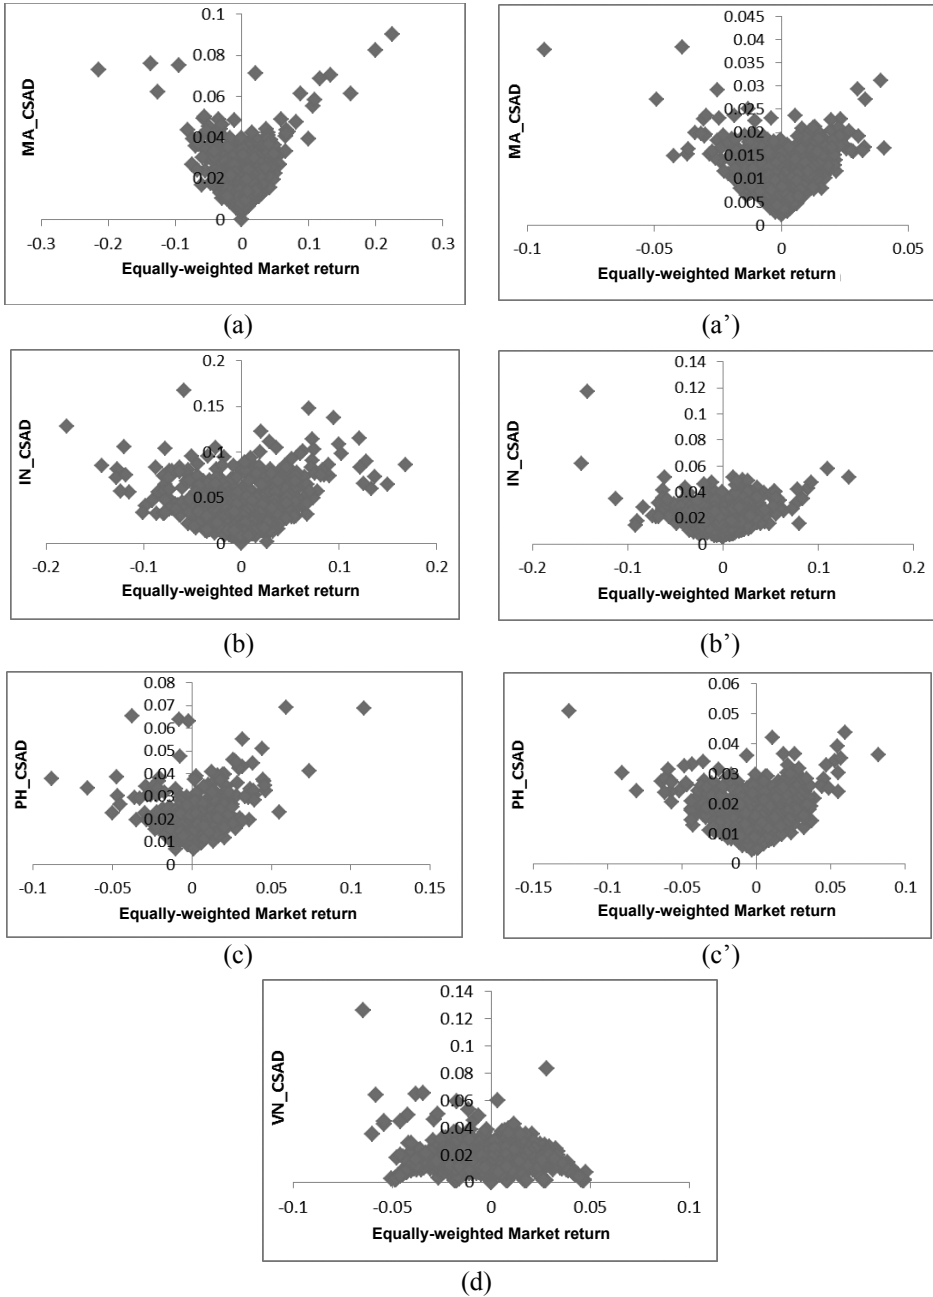 0.1
0.08
0.06
0.04
0.02
0
-0.3 -0.2 -0.1 0 0.1 0.2 0.3
MA_CSAD
Equally-weighted Market return
(a)
0.045
0.04
0.035
0.03
0.025
0.02
0.015
0.01
0.005
0
-0.1 -0.05 0 0.05
MA_CSAD
Equally-weighted Market return
(a’)
0.2
0.15
0.1
0.05
0
-0.2 -0.1 0 0.1 0.2
IN_CSAD
Equally-weighted Market return
(b)
0.14
0.12
0.1
0.08
0.06
0.04
0.02
0
-0.2 -0.1 0 0.1 0.2
IN_CSAD
Equally-weighted Market return
(b’)
0.08
0.07
0.06
0.05
0.04
0.03
0.02
0.01
0
-0.1 -0.05 0 0.05 0.1 0.15
PH_CSAD
Equally-weighted Market return
(c)
0.06
0.05
0.04
0.03
0.02
0.01
0
-0.15 -0.1 -0.05 0 0.05 0.1
PH_CSAD
Equally-weighted Market return
(c’)
0.14
0.12
0.1
0.08
0.06
0.04
0.02
0
-0.1 -0.05 0 0.05 0.1
VN_CSAD
Equally-weighted Market return
(d)